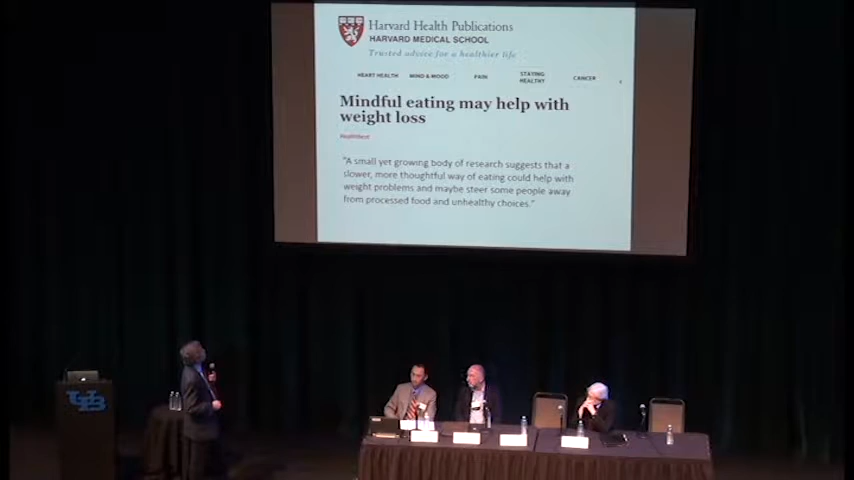 Harvard Health Publications
HARVARD MEDICAL SCHOOL
Trusted advice for a healthier life
HEART HEALTH MIND & MOOD PAIN STAYING HEALTHY CANCER
Mindful eating may help with
weight loss
HealthBeat
"A small yet growing body of research suggests that a
slower, more thoughtful way of eating could help with
weight problems and maybe steer some people away
from processed food and unhealthy choices."
UB